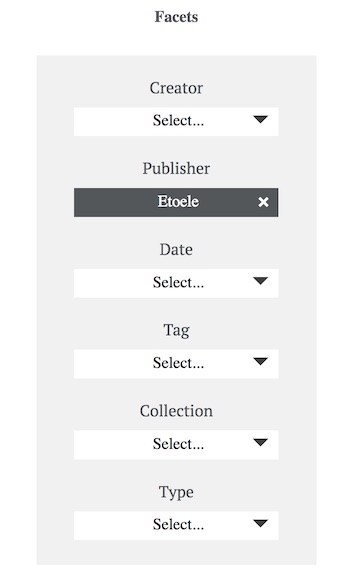 Facets
Creator
Select...
Publisher
Etoele
Date
Select...
Tag
Select...
Collection
Select...
Type
Select...